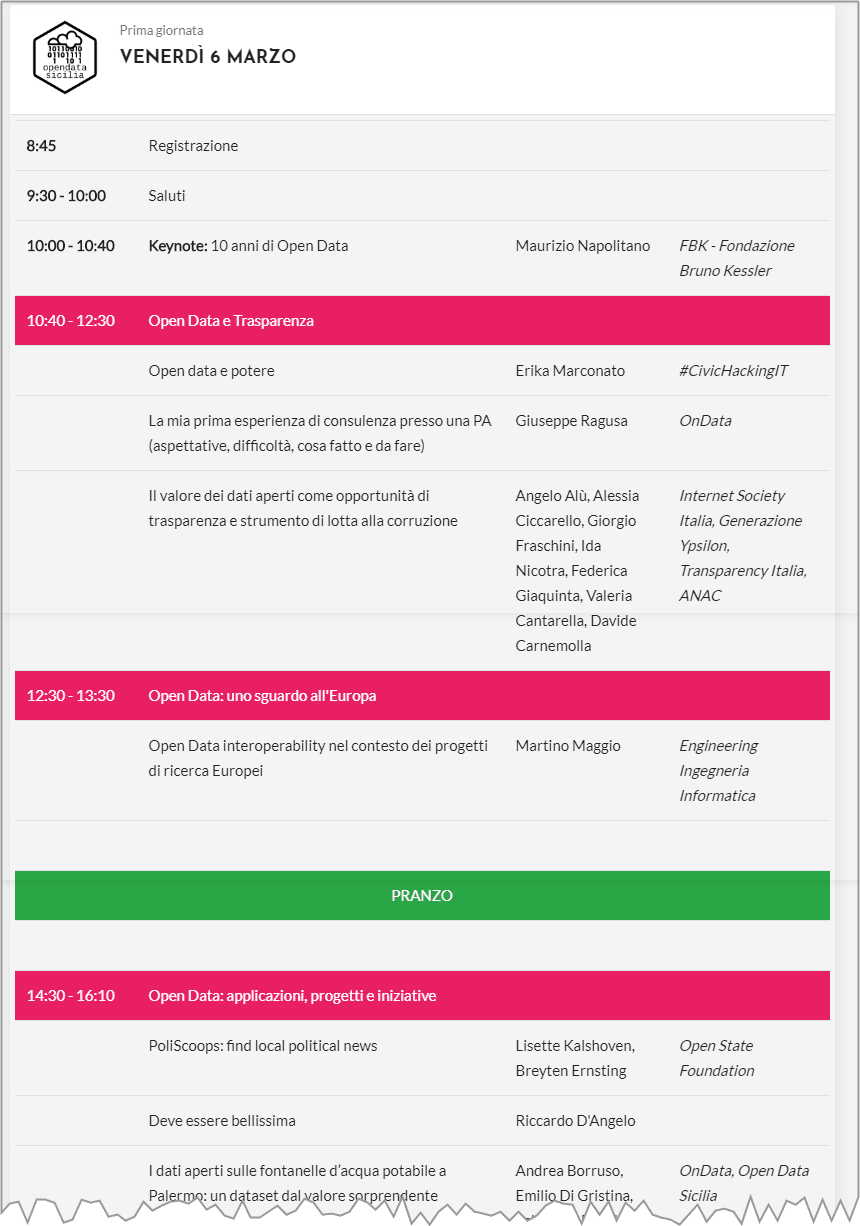 Prima giornata
VENERDÌ 6 MARZO
10110010
01101111
1 10 1
opendata
sicilia
8:45 Registrazione
9:30 - 10:00 Saluti
10:00 - 10:40 Keynote: 10 anni di Open Data Maurizio Napolitano FBK - Fondazione
Bruno Kessler
10:40 - 12:30 Open Data e Trasparenza
Open data e potere Erika Marconato #CivicHackingIT
La mia prima esperienza di consulenza presso una PA Giuseppe Ragusa OnData
(aspettative, difficoltà, cosa fatto e da fare)
Il valore dei dati aperti come opportunità di Angelo Alù, Alessia Internet Society
trasparenza e strumento di lotta alla corruzione Ciccarello, Giorgio Italia, Generazione
Fraschini, Ida Ypsilon,
Nicotra, Federica Transparency Italia,
Giaquinta, Valeria ANAC
Cantarella, Davide
Carnemolla
12:30 - 13:30 Open Data: uno sguardo all'Europa
Open Data interoperability nel contesto dei progetti Martino Maggio Engineering
di ricerca Europei Ingegneria
Informatica
PRANZO
14:30 - 16:10 Open Data: applicazioni, progetti e iniziative
PoliScoops: find local political news Lisette Kalshoven, Open State
Breyten Ernsting Foundation
Deve essere bellissima Riccardo D'Angelo
I dati aperti sulle fontanelle d’acqua potabile a Andrea Borruso, OnData, Open Data
Palermo: un dataset dal valore sorprendente Emilio Di Gristina, Sicilia